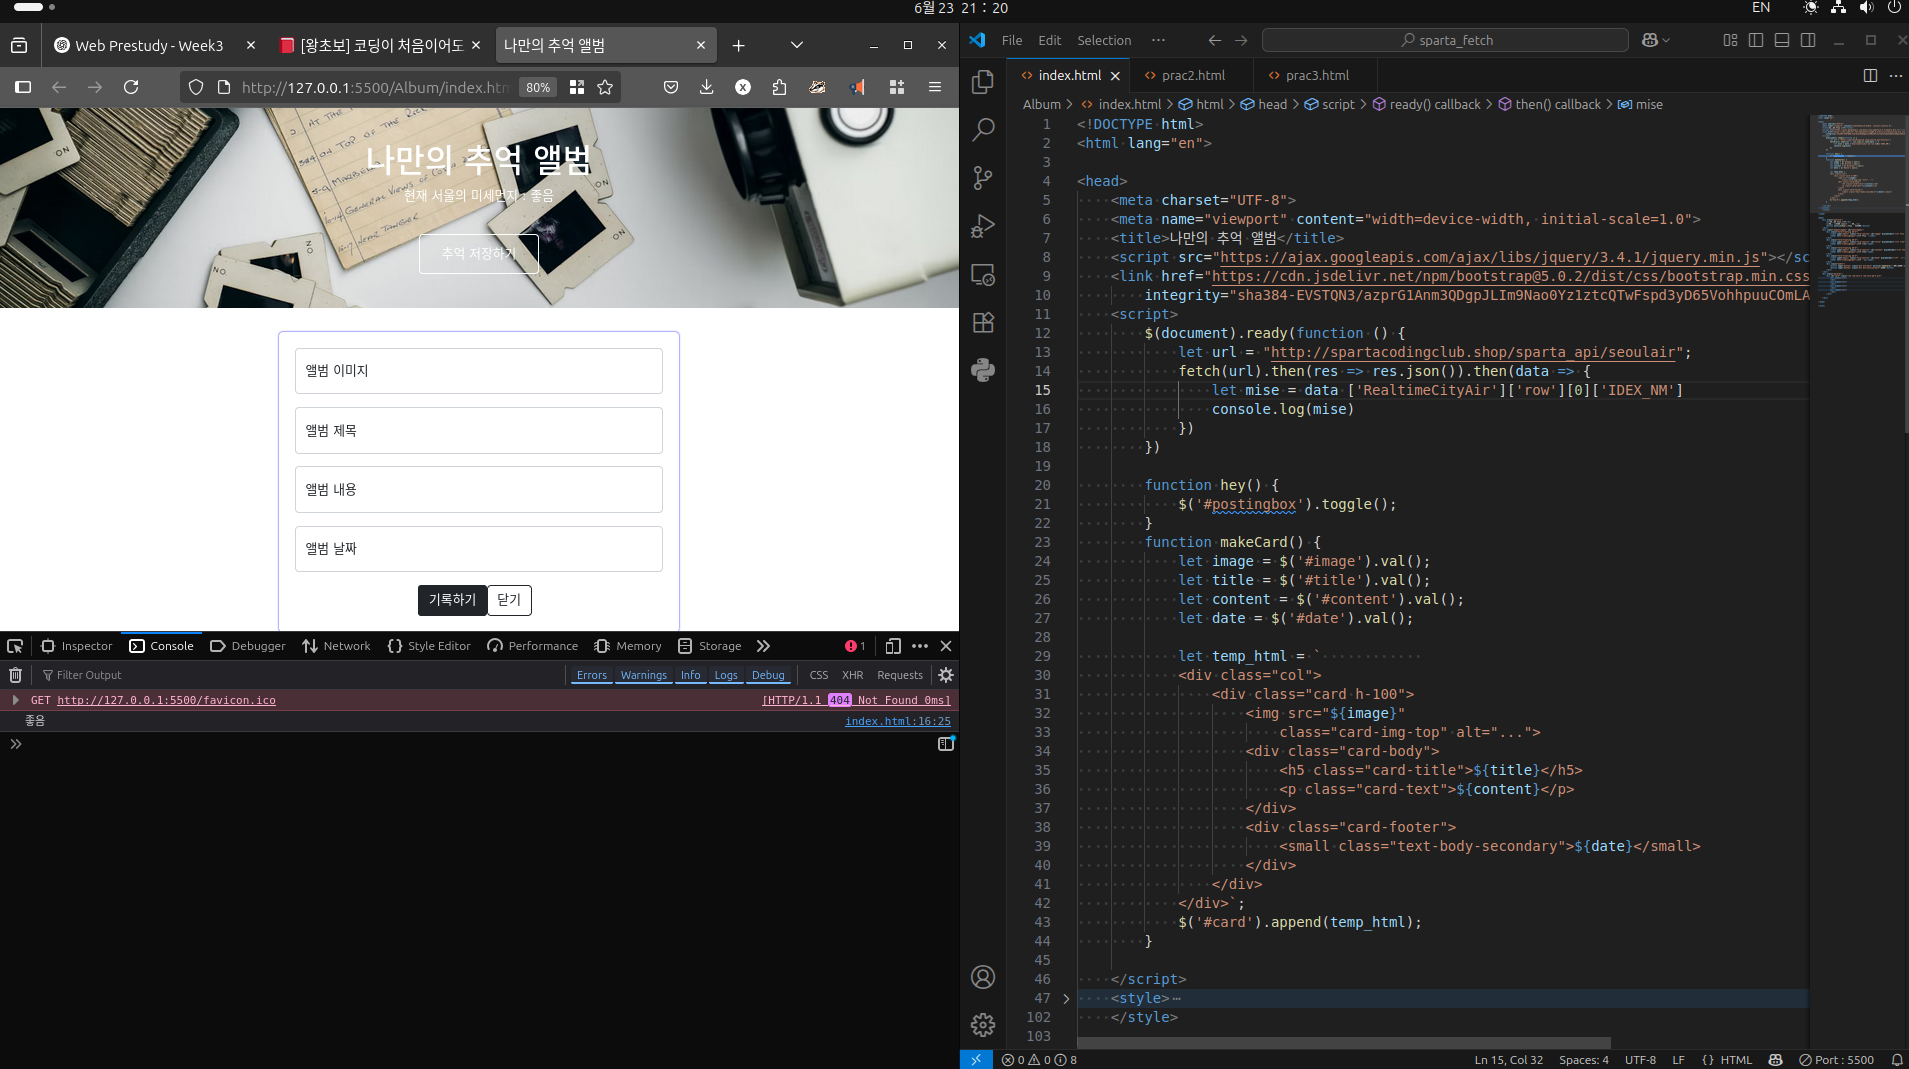 6월 23 21 : 20
EN
Web Prestudy - Week3
[왕초보] 코딩이 처음이어도
나만의 추억 앨범
http://127.0.0.1:5500/Album/index.htm
80%
나만의 추억 앨범
현재 서울의 미세먼지 : 좋음
추억 저장하기
앨범 이미지
앨범 제목
앨범 내용
앨범 날짜
기록하기 닫기
Inspector Console Debugger Network Style Editor Performance Memory Storage 1
Filter Output Errors Warnings Info Logs Debug CSS XHR Requests
GET http://127.0.0.1:5500/favicon.ico [HTTP/1.1 404 Not Found 0ms]
좋음 index.html:16:25
File Edit Selection ··· sparta_fetch
index.html prac2.html prac3.html
Album > index.html > html > head > script > ready() callback > then() callback > mise
1 <!DOCTYPE html>
2 <html lang="en">
3
4 <head>
5 <meta charset="UTF-8">
6 <meta name="viewport" content="width=device-width, initial-scale=1.0">
7 <title>나만의 추억 앨범</title>
8 <script src="https://ajax.googleapis.com/ajax/libs/jquery/3.4.1/jquery.min.js"></sc
9 <link href="https://cdn.jsdelivr.net/npm/bootstrap@5.0.2/dist/css/bootstrap.min.css
10 integrity="sha384-EVSTQN3/azprG1Anm3QDgpJLIm9Nao0Yz1ztcQTwFspd3yD65VohhpuuCOmLA
11 <script>
12 $(document).ready(function () {
13 let url = "http://spartacodingclub.shop/sparta_api/seoulair";
14 fetch(url).then(res => res.json()).then(data => {
15 let mise = data ['RealtimeCityAir']['row'][0]['IDEX_NM']
16 console.log(mise)
17 })
18 })
19
20 function hey() {
21 $('#postingbox').toggle();
22 }
23 function makeCard() {
24 let image = $('#image').val();
25 let title = $('#title').val();
26 let content = $('#content').val();
27 let date = $('#date').val();
28
29 let temp_html = `
30 <div class="col">
31 <div class="card h-100">
32 <img src="${image}"
33 class="card-img-top" alt="...">
34 <div class="card-body">
35 <h5 class="card-title">${title}</h5>
36 <p class="card-text">${content}</p>
37 </div>
38 <div class="card-footer">
39 <small class="text-body-secondary">${date}</small>
40 </div>
41 </div>
42 </div>`;
43 $('#card').append(temp_html);
44 }
45
46 </script>
47 <style>···
102 </style>
103
0 0 8 Ln 15, Col 32 Spaces: 4 UTF-8 LF {} HTML Port : 5500